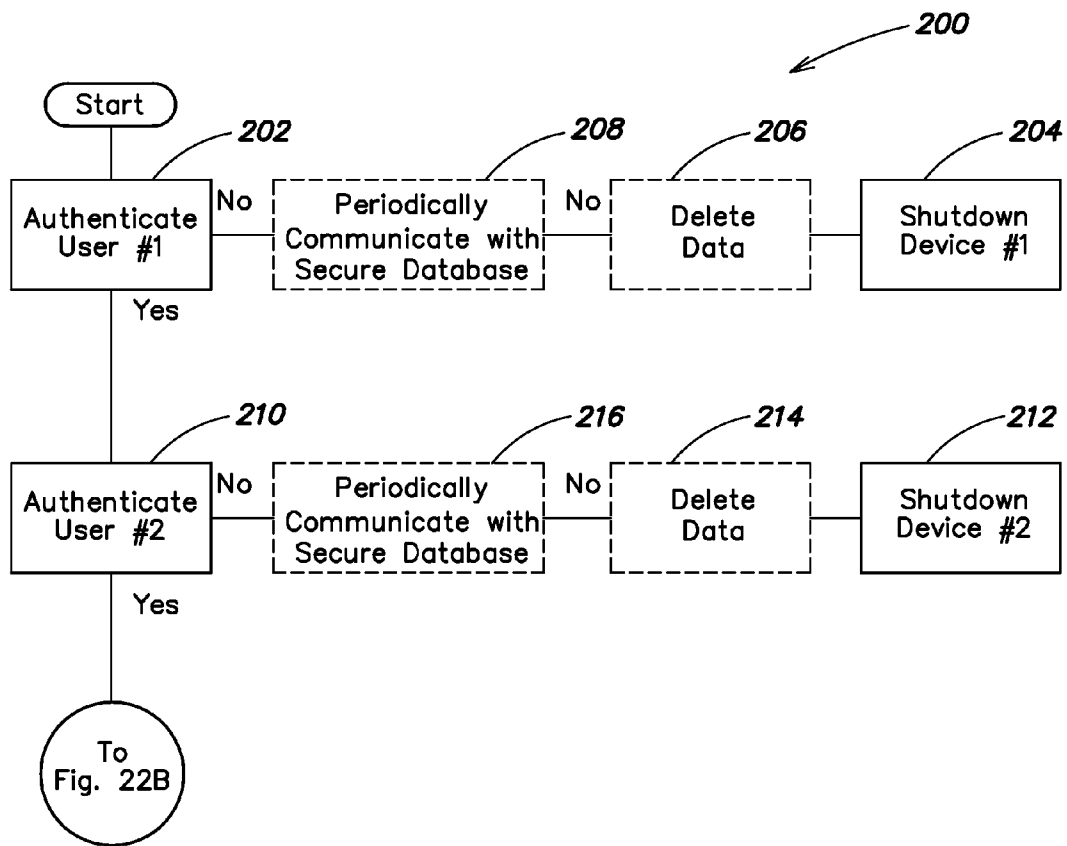 200
Start
202
208
206
204
Authenticate
User #1
No
Periodically
Communicate with
Secure Database
No
Delete
Data
Shutdown
Device #1
Yes
210
216
214
212
Authenticate
User #2
No
Periodically
Communicate with
Secure Database
No
Delete
Data
Shutdown
Device #2
Yes
To
Fig. 22B